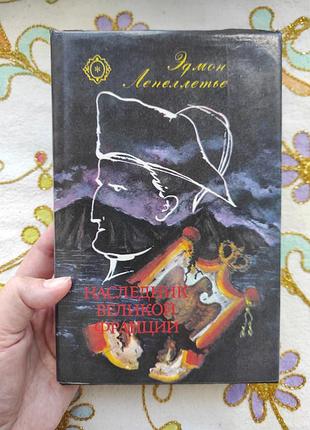 Эдмон
Лепеллетье
НАСЛЕДНИК
ВЕЛИКОЙ
ФРАНЦИИ